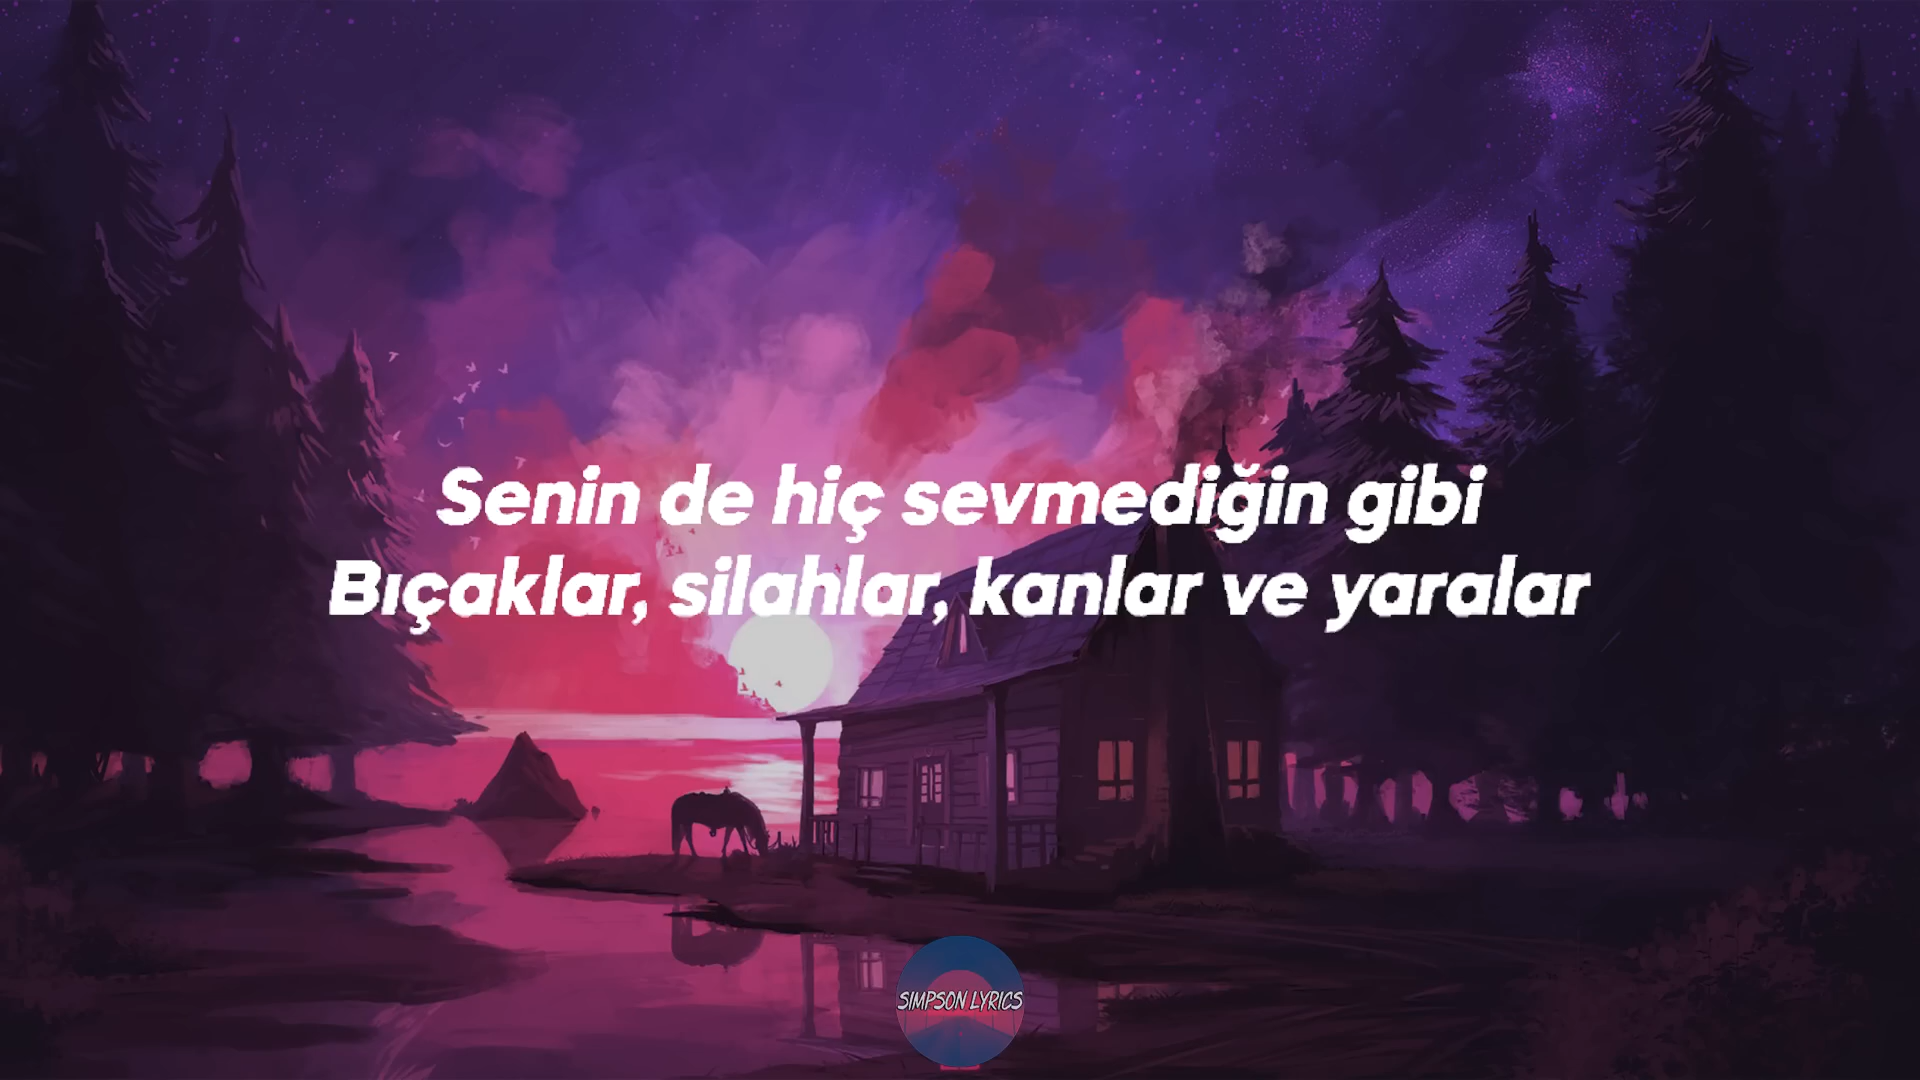 Senin de hiç sevmediğin gibi
Bıçaklar, silahlar, kanlar ve yaralar
SIMPSON LYRICS